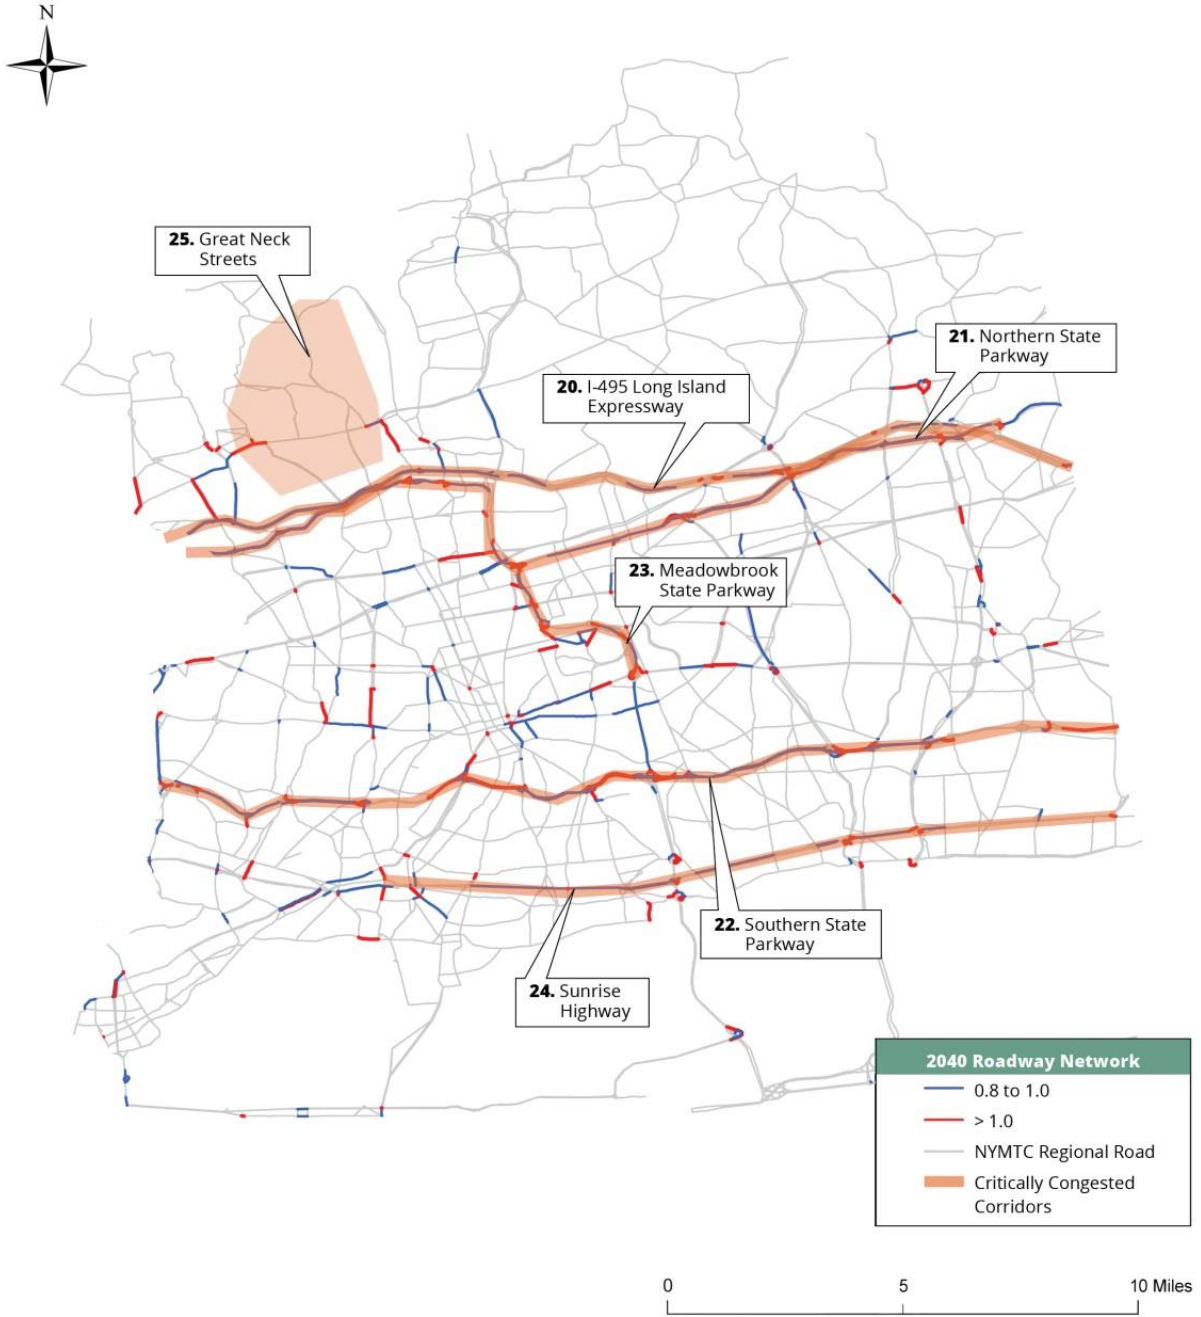 N
25. Great Neck
Streets
21. Northern State
Parkway
20. I-495 Long Island
Expressway
23. Meadowbrook
State Parkway
22. Southern State
Parkway
24. Sunrise
Highway
2040 Roadway Network
0.8 to 1.0
> 1.0
NYMTC Regional Road
Critically Congested
Corridors
0 5 10 Miles